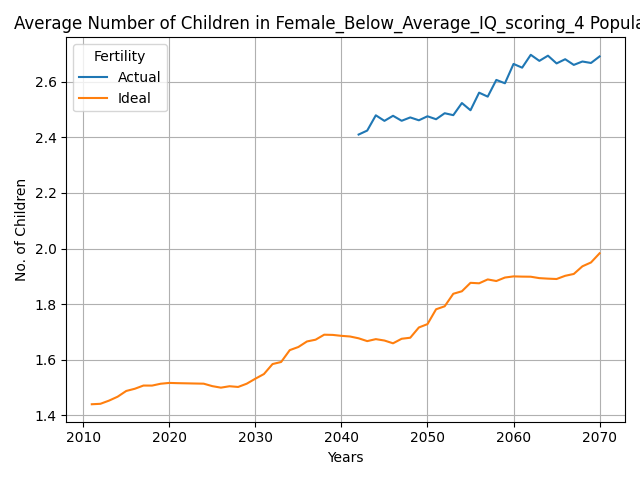 Average Number of Children in Female_Below_Average_IQ_scoring_4 Popula
Fertility
Actual
Ideal
No. of Children
2.6
2.4
2.2
2.0
1.8
1.6
1.4
2010 2020 2030 2040 2050 2060 2070
Years